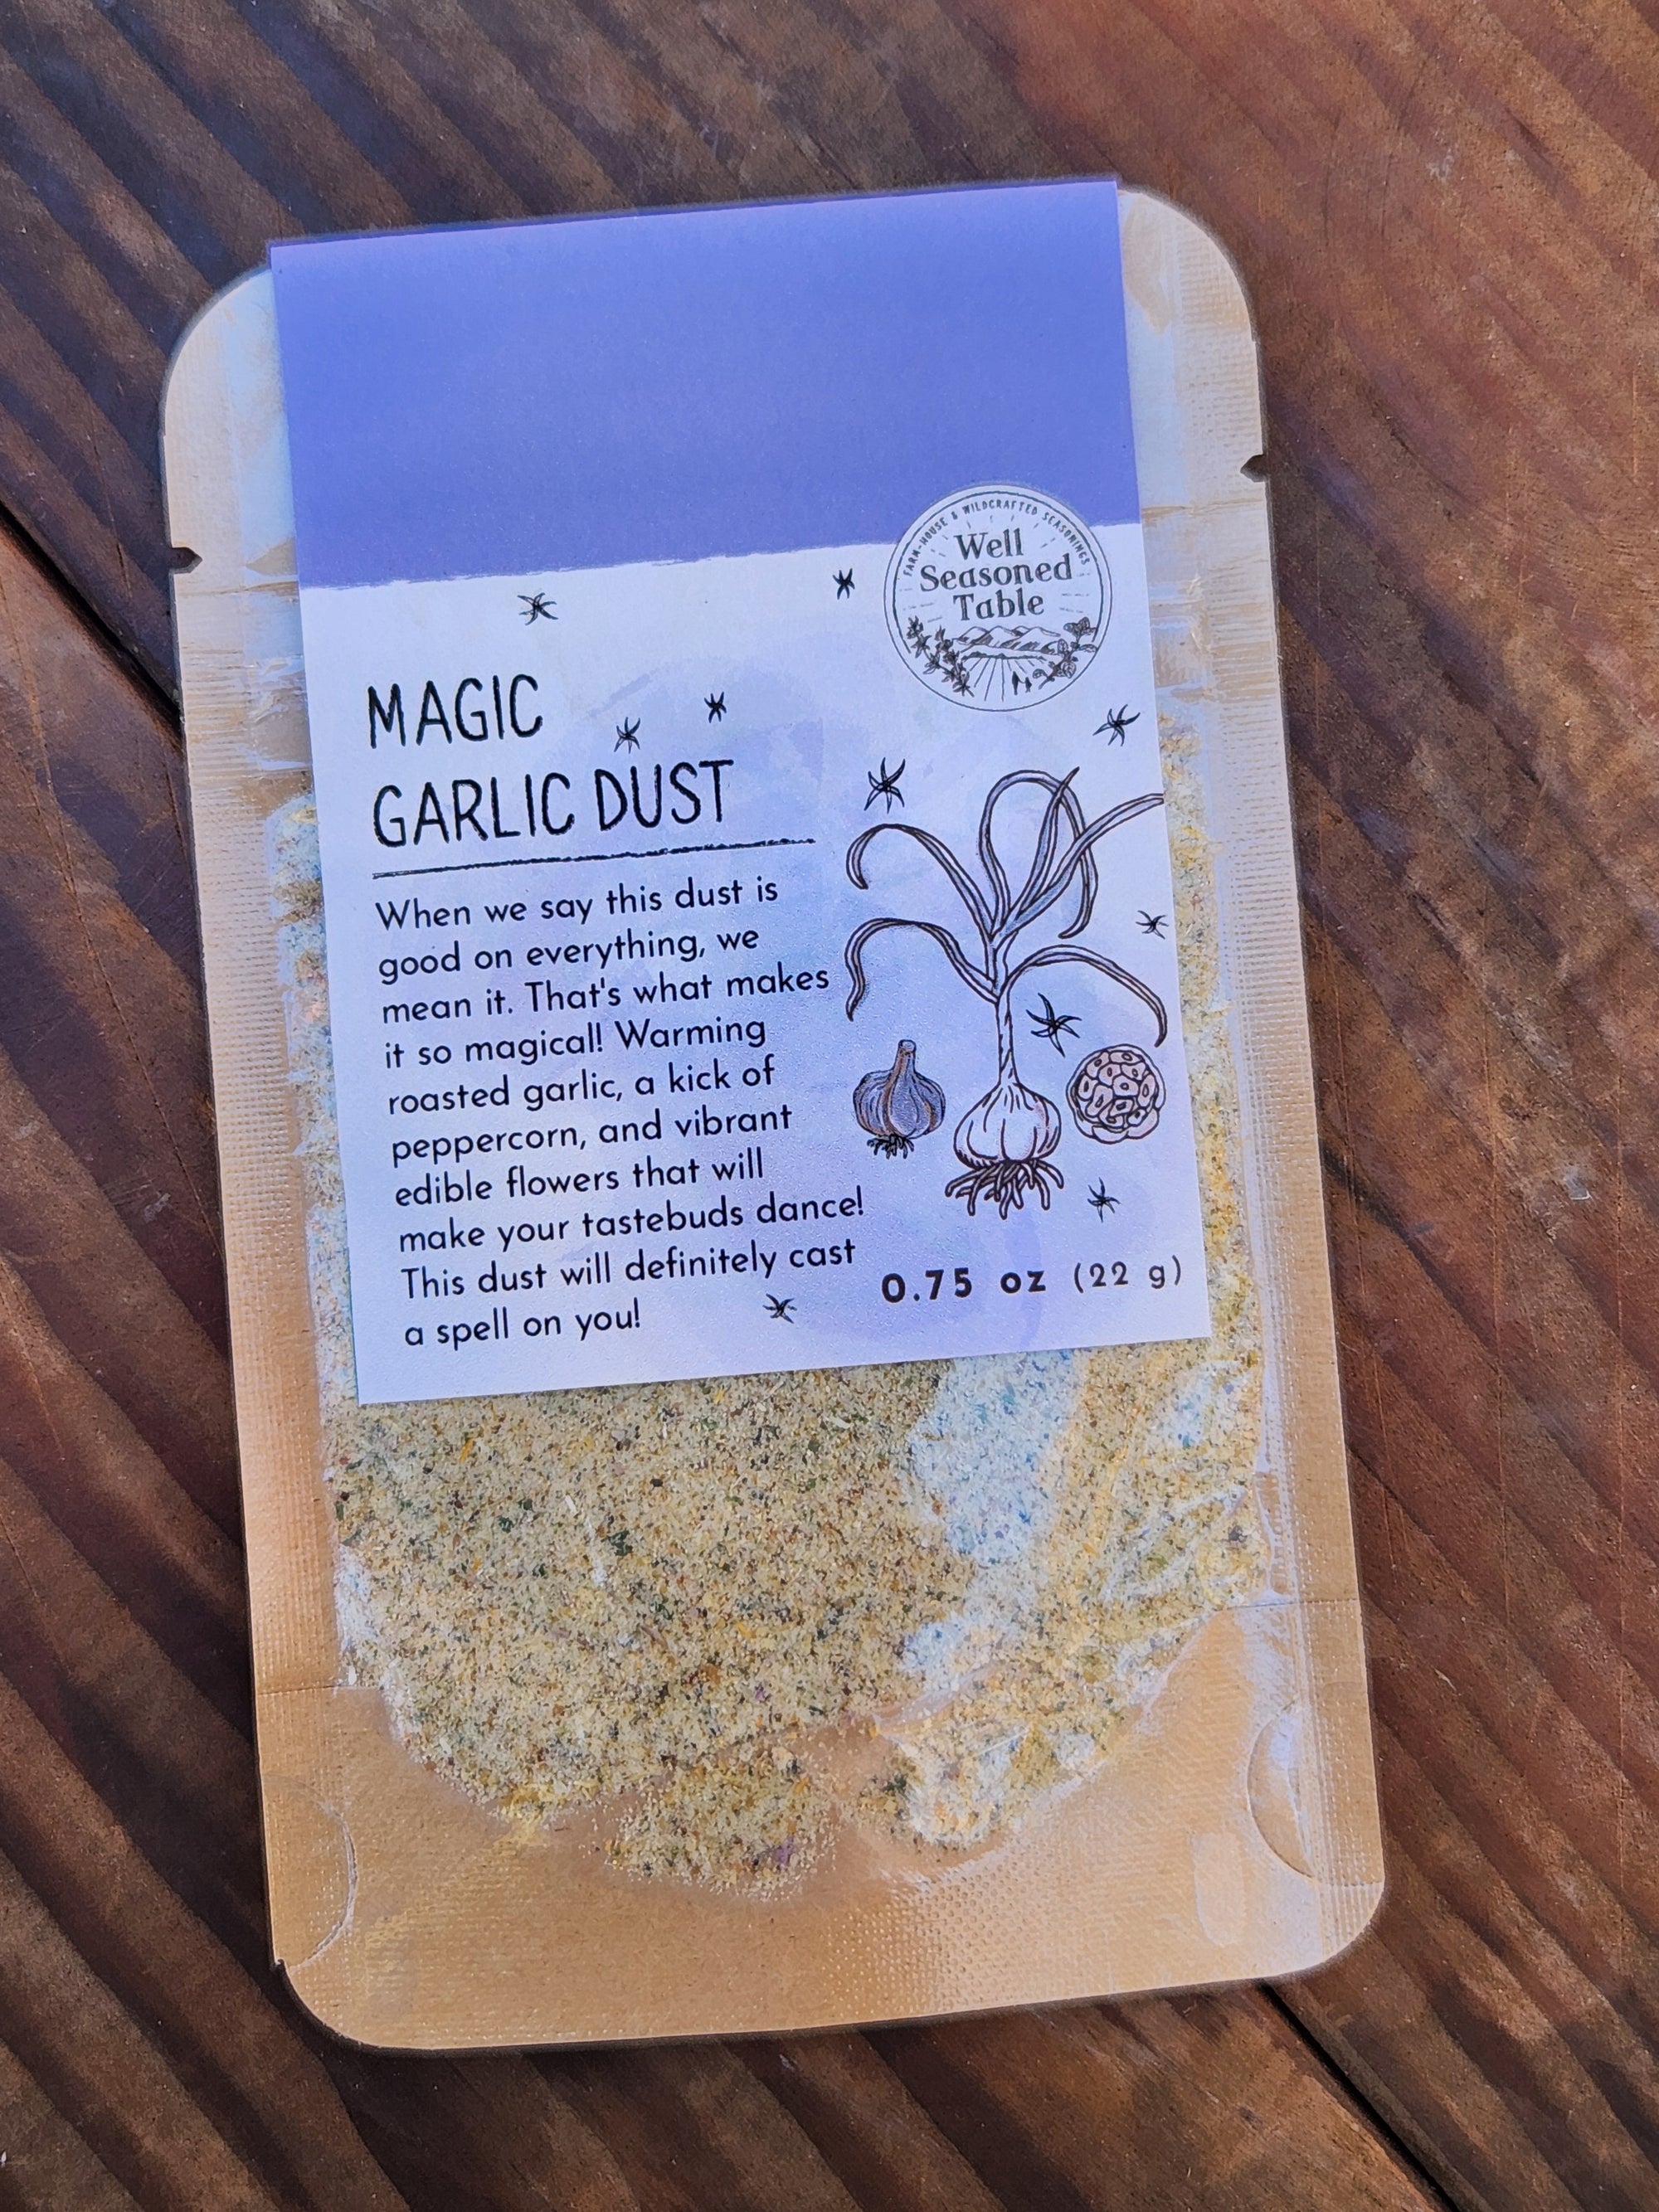 FARM-HOUSE & WILDCRAFTED SEASONINGS
Well
Seasoned
Table
MAGIC
GARLIC DUST
When we say this dust is
good on everything, we
mean it. That's what makes
it so magical! Warming
roasted garlic, a kick of
peppercorn, and vibrant
edible flowers that will
make your tastebuds dance!
This dust will definitely cast
a spell on you!
0.75 oz (22 g)